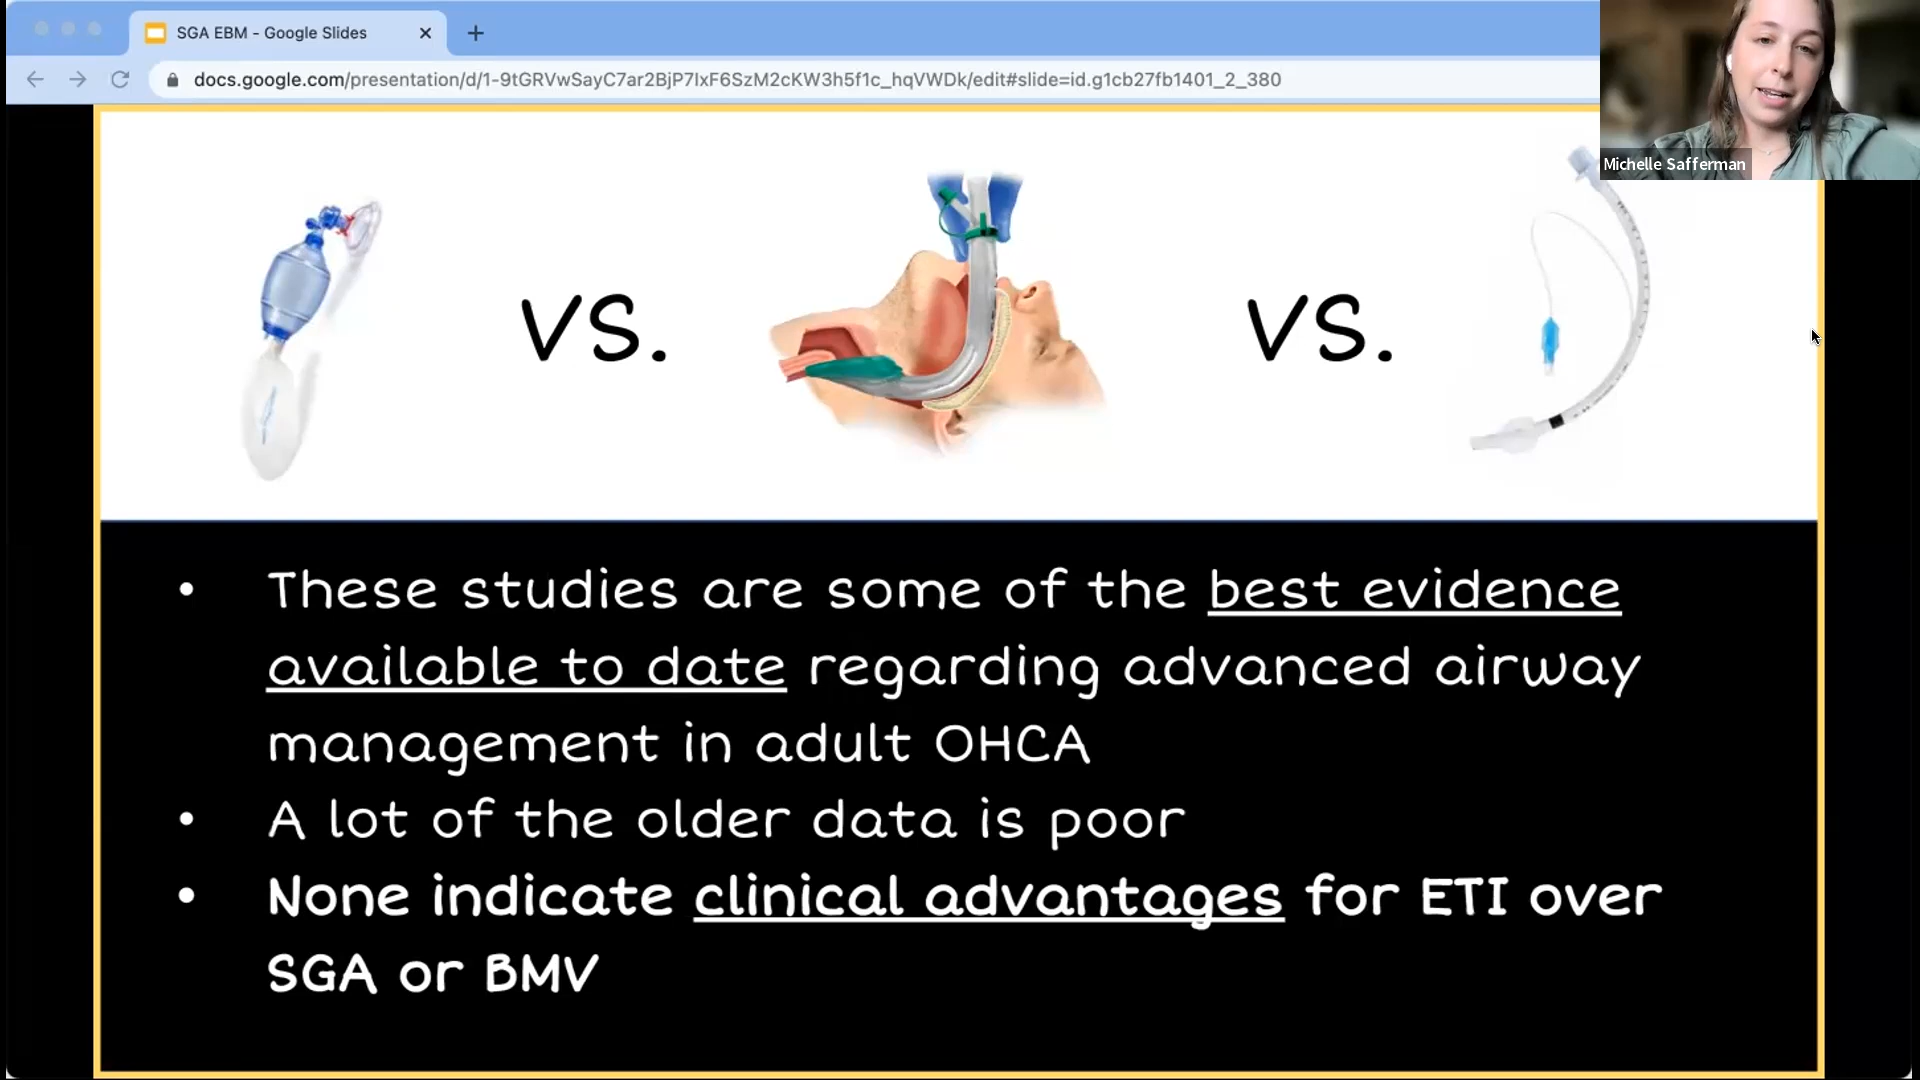 SGA EBM - Google Slides
docs.google.com/presentation/d/1-9tGRVwSayC7ar2BjP7IxF6SzM2cKW3h5f1c_hqVWDk/edit#slide=id.g1cb27fb1401_2_380
Michelle Safferman
VS.
VS.
• These studies are some of the best evidence
available to date regarding advanced airway
management in adult OHCA
• A lot of the older data is poor
• None indicate clinical advantages for ETI over
SGA or BMV